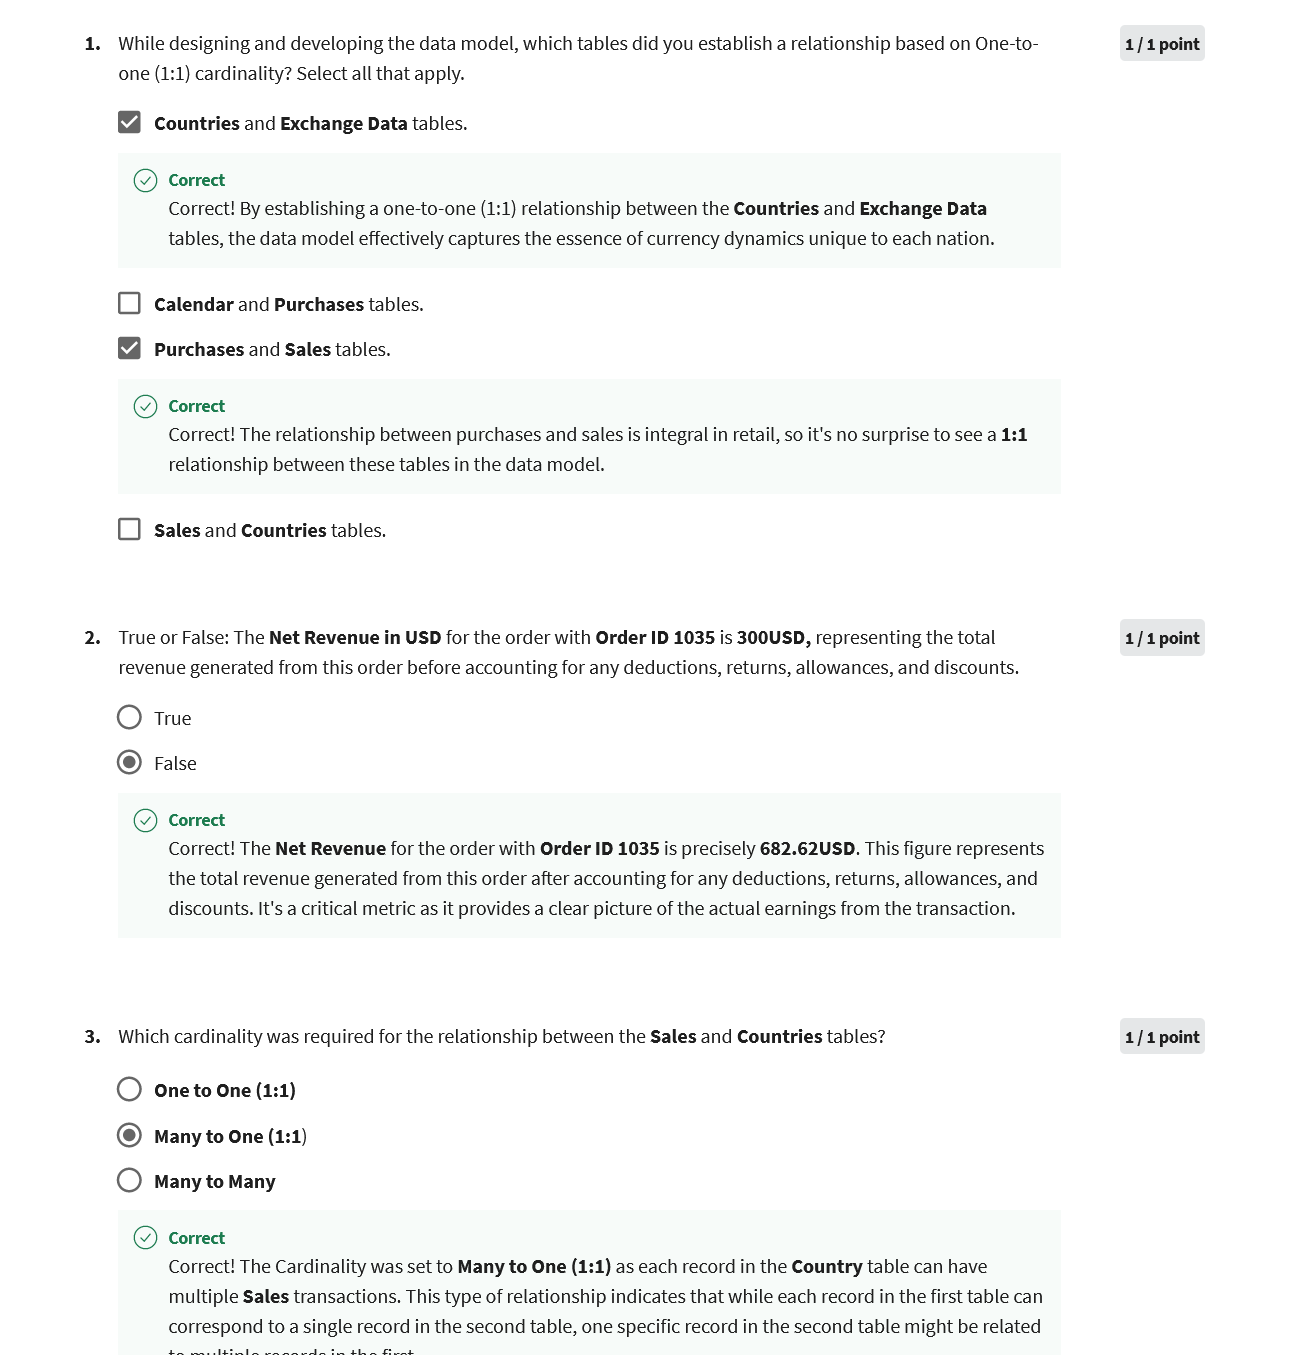 1. While designing and developing the data model, which tables did you establish a relationship based on One-to-
one (1:1) cardinality? Select all that apply.
1 / 1 point
Countries and Exchange Data tables.
Correct
Correct! By establishing a one-to-one (1:1) relationship between the Countries and Exchange Data
tables, the data model effectively captures the essence of currency dynamics unique to each nation.
Calendar and Purchases tables.
Purchases and Sales tables.
Correct
Correct! The relationship between purchases and sales is integral in retail, so it's no surprise to see a 1:1
relationship between these tables in the data model.
Sales and Countries tables.
2. True or False: The Net Revenue in USD for the order with Order ID 1035 is 300USD, representing the total
revenue generated from this order before accounting for any deductions, returns, allowances, and discounts.
1 / 1 point
True
False
Correct
Correct! The Net Revenue for the order with Order ID 1035 is precisely 682.62USD. This figure represents
the total revenue generated from this order after accounting for any deductions, returns, allowances, and
discounts. It's a critical metric as it provides a clear picture of the actual earnings from the transaction.
3. Which cardinality was required for the relationship between the Sales and Countries tables?
1 / 1 point
One to One (1:1)
Many to One (1:1)
Many to Many
Correct
Correct! The Cardinality was set to Many to One (1:1) as each record in the Country table can have
multiple Sales transactions. This type of relationship indicates that while each record in the first table can
correspond to a single record in the second table, one specific record in the second table might be related
to multiple records in the first.